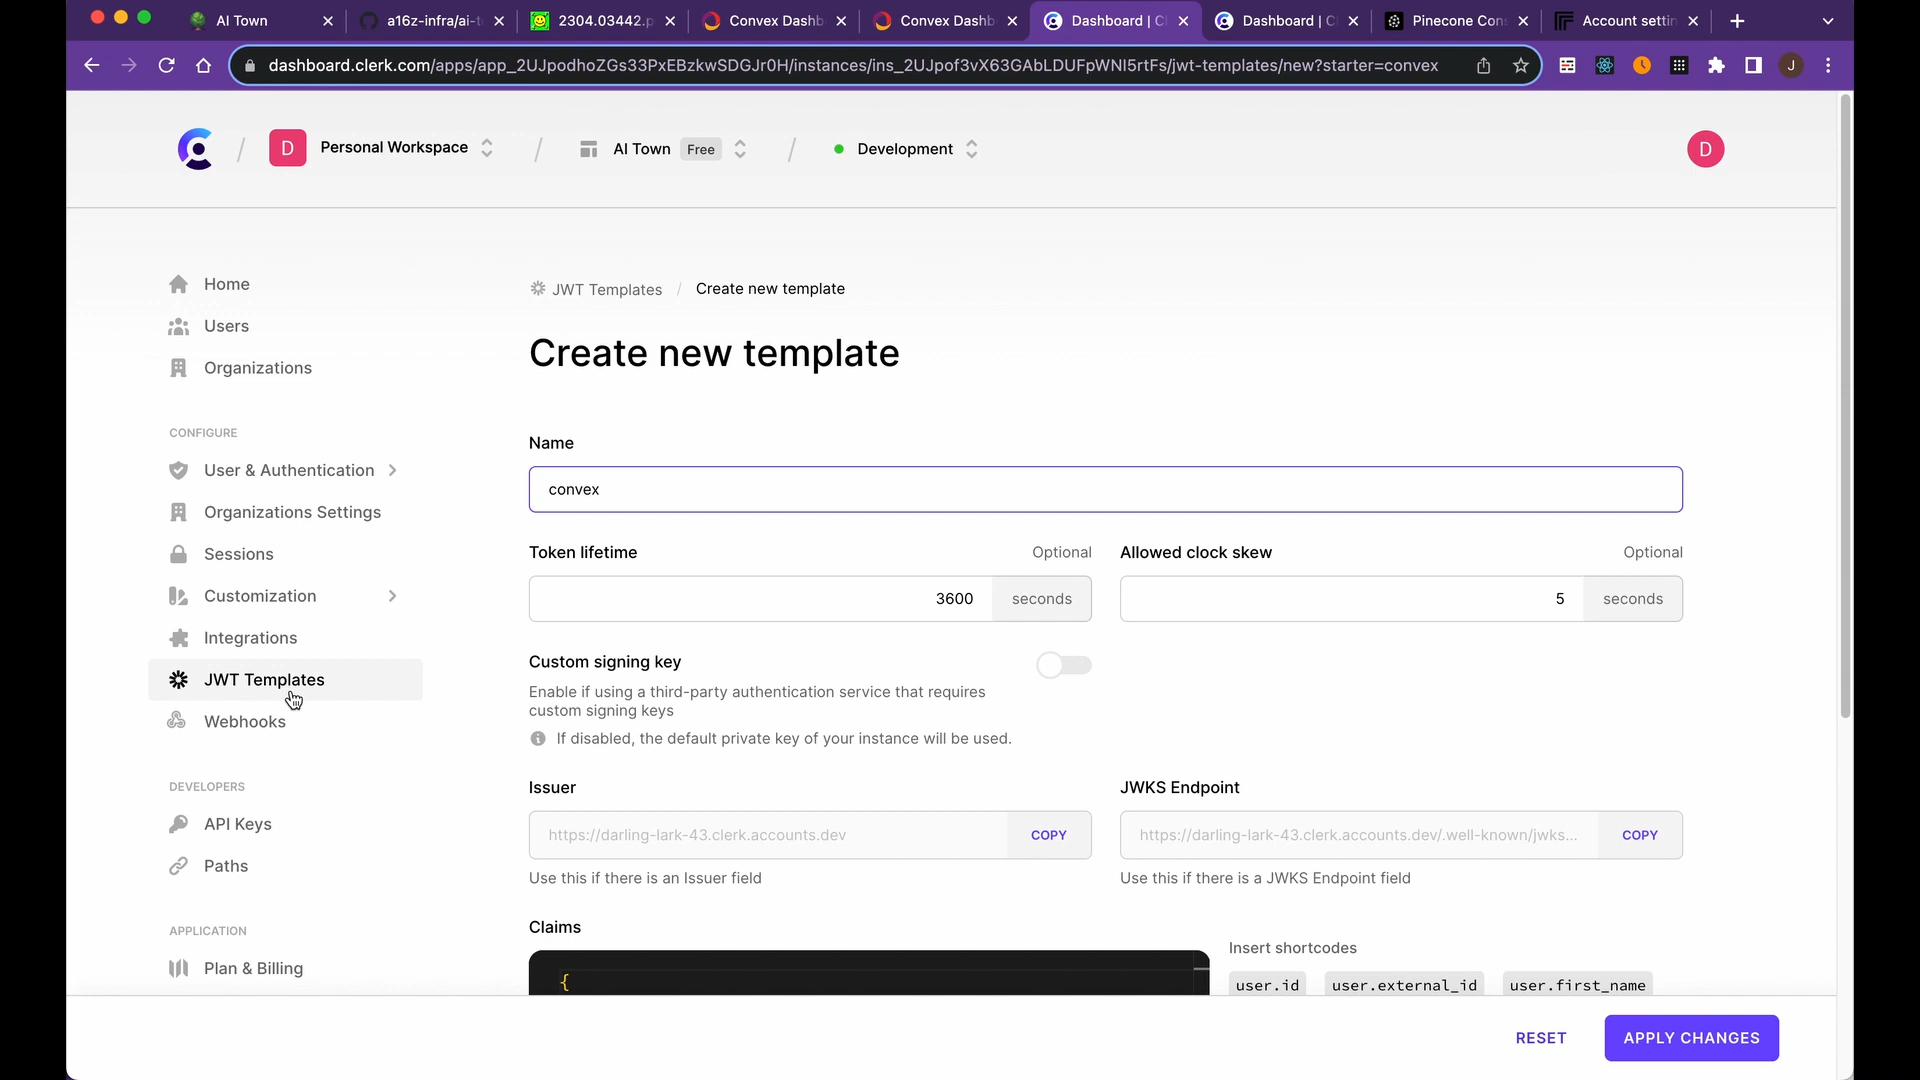 AI Town
a16z-infra/ai-t
2304.03442.p
Convex Dashb
Convex Dashb
Dashboard | C
Dashboard | C
Pinecone Con
Account settin
dashboard.clerk.com/apps/app_2UJpodhoZGs33PxEBzkwSDGJr0H/instances/ins_2UJpof3vX63GAbLDUFpWNI5rtFs/jwt-templates/new?starter=convex
J
D
Personal Workspace
AI Town
Free
Development
D
Home
Users
Organizations
CONFIGURE
User & Authentication
Organizations Settings
Sessions
Customization
Integrations
JWT Templates
Webhooks
DEVELOPERS
API Keys
Paths
APPLICATION
Plan & Billing
JWT Templates / Create new template
Create new template
Name
convex
Token lifetime
Optional
3600
seconds
Allowed clock skew
Optional
5
seconds
Custom signing key
Enable if using a third-party authentication service that requires
custom signing keys
If disabled, the default private key of your instance will be used.
Issuer
https://darling-lark-43.clerk.accounts.dev
COPY
Use this if there is an Issuer field
JWKS Endpoint
https://darling-lark-43.clerk.accounts.dev/.well-known/jwks...
COPY
Use this if there is a JWKS Endpoint field
Claims
{
Insert shortcodes
user.id
user.external_id
user.first_name
RESET
APPLY CHANGES